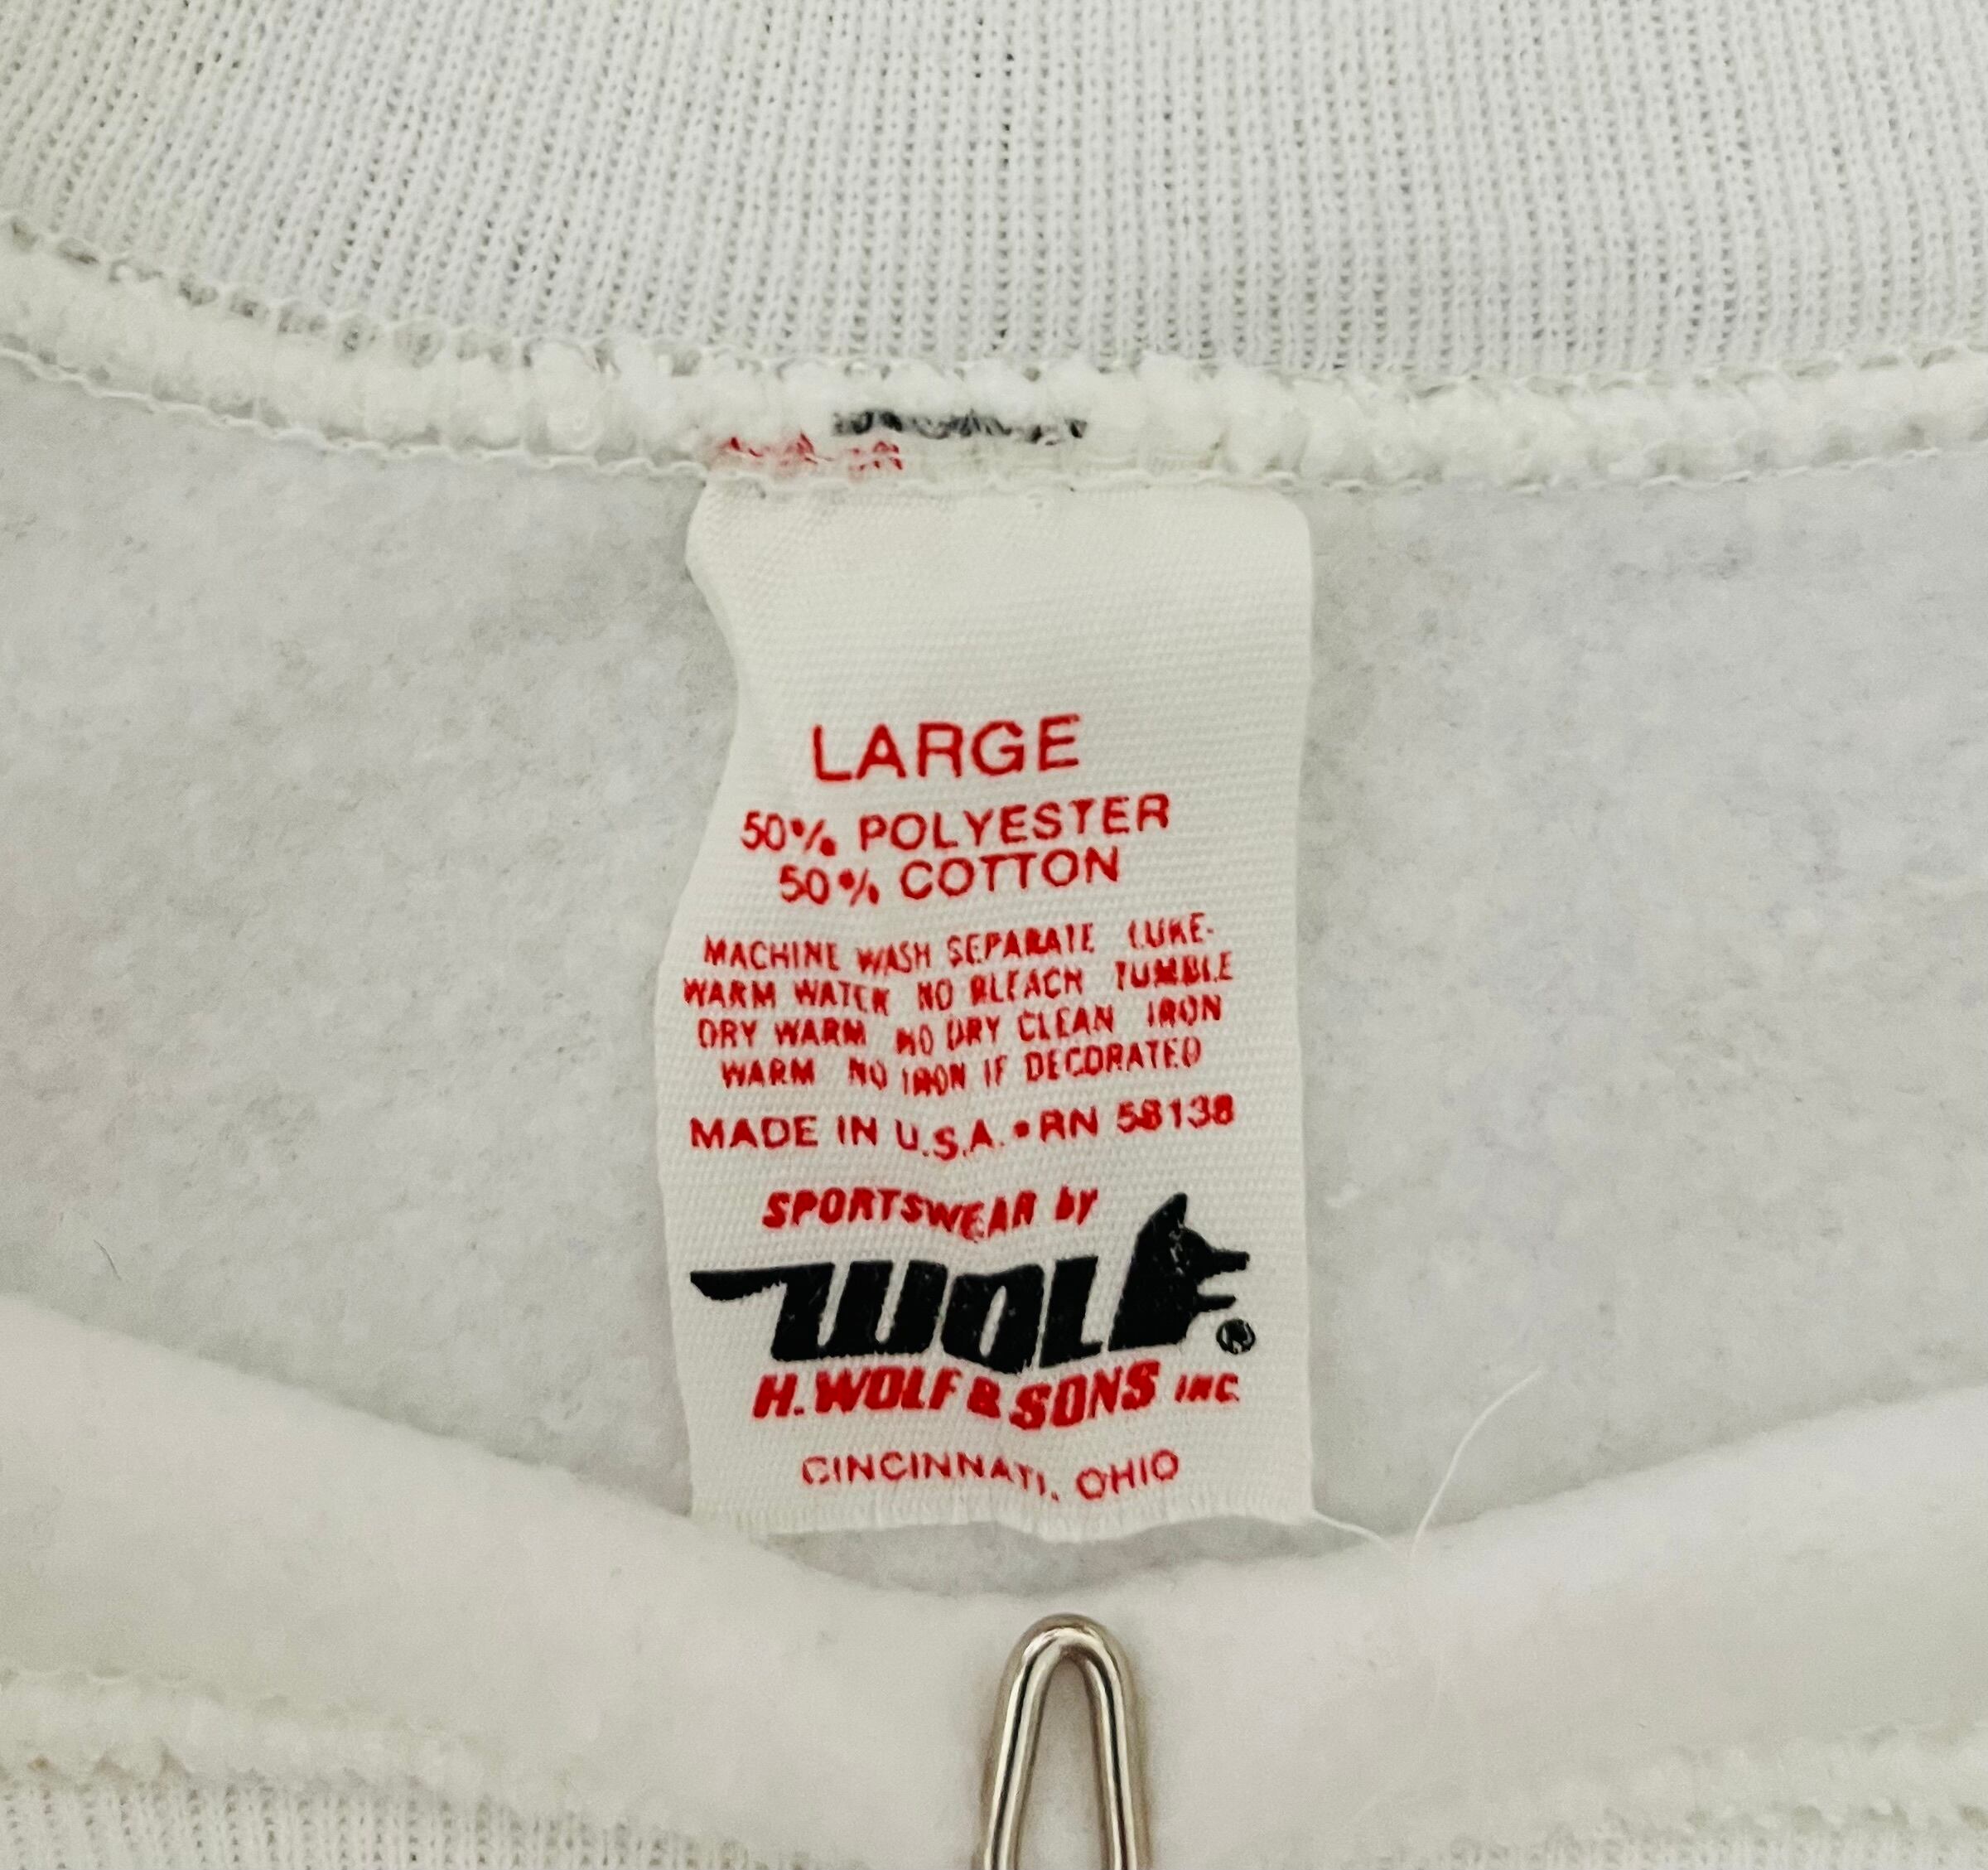 LARGE
50% POLYESTER
50% COTTON
MACHINE WASH SEPARATE LUKE-
WARM WATER NO BLEACH TUMBLE
DRY WARM NO DRY CLEAN IRON
WARM NO IRON IF DECORATED
MADE IN U.S.A. • RN 58138
SPORTSWEAR by
WOLF ®
H. WOLF & SONS INC.
CINCINNATI, OHIO